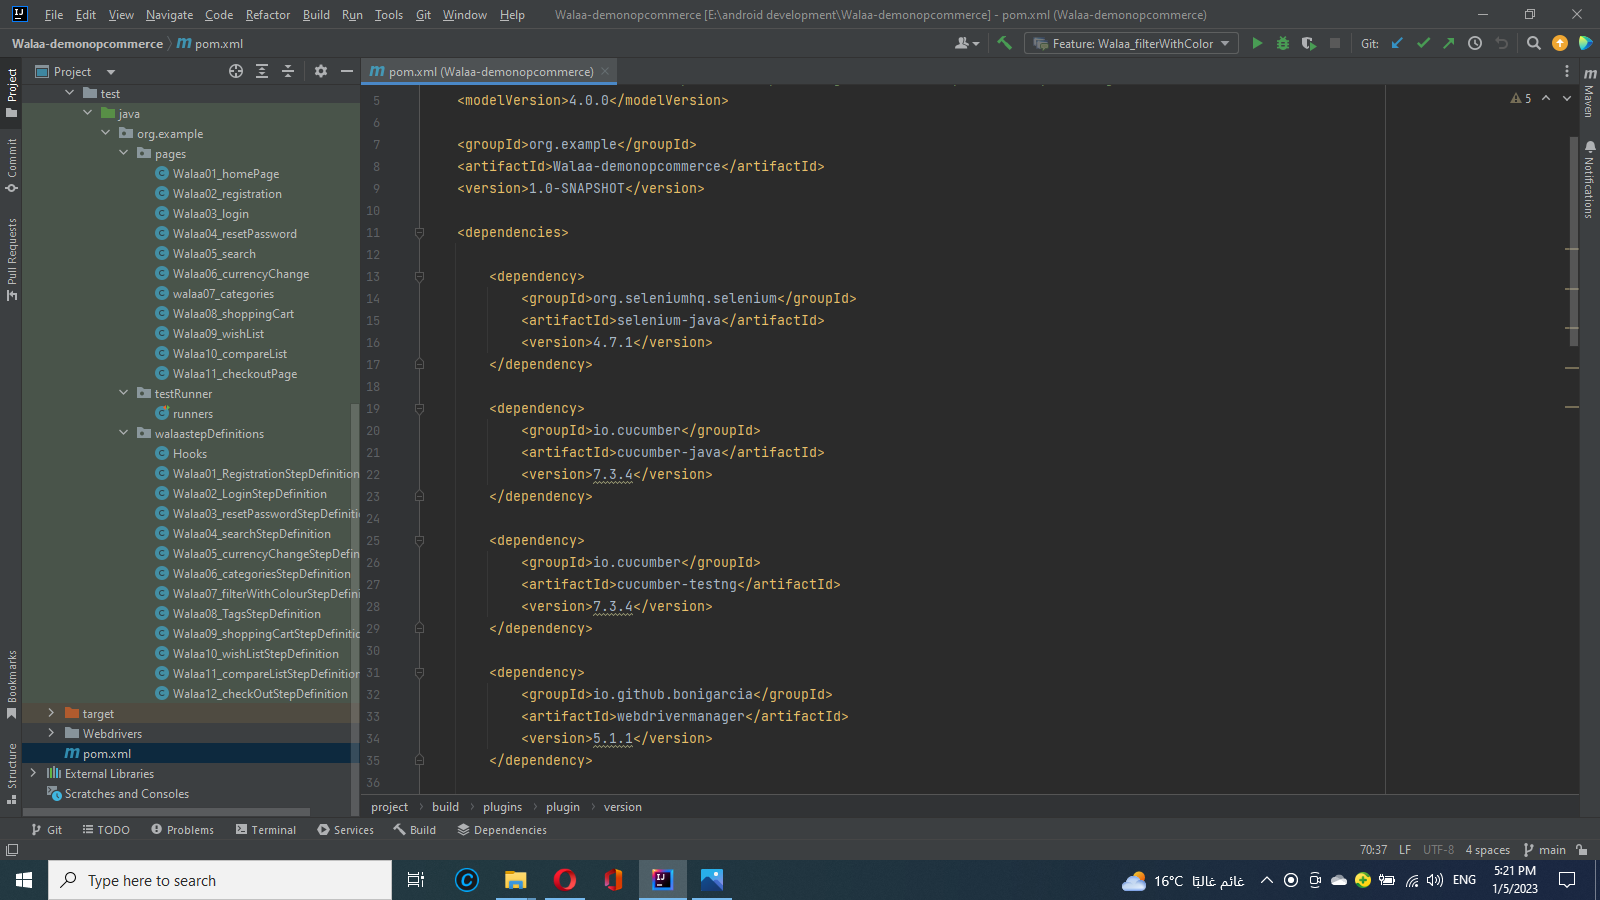 File Edit View Navigate Code Refactor Build Run Tools Git Window Help Walaa-demonopcommerce [E:\android development\Walaa-demonopcommerce] - pom.xml (Walaa-demonopcommerce)
Walaa-demonopcommerce pom.xml Feature: Walaa_filterWithColor Git:
Project
pom.xml (Walaa-demonopcommerce)
Project
Commit
Pull Requests
Bookmarks
Structure
test
java
org.example
pages
Walaa01_homePage
Walaa02_registration
Walaa03_login
Walaa04_resetPassword
Walaa05_search
Walaa06_currencyChange
walaa07_categories
Walaa08_shoppingCart
Walaa09_wishList
Walaa10_compareList
Walaa11_checkoutPage
testRunner
runners
walaastepDefinitions
Hooks
Walaa01_RegistrationStepDefinition
Walaa02_LoginStepDefinition
Walaa03_resetPasswordStepDefiniti
Walaa04_searchStepDefinition
Walaa05_currencyChangeStepDefin
Walaa06_categoriesStepDefinition
Walaa07_filterWithColourStepDefini
Walaa08_TagsStepDefinition
Walaa09_shoppingCartStepDefinitio
Walaa10_wishListStepDefinition
Walaa11_compareListStepDefinition
Walaa12_checkOutStepDefinition
target
Webdrivers
pom.xml
External Libraries
Scratches and Consoles
5 <modelVersion>4.0.0</modelVersion>
6
7 <groupId>org.example</groupId>
8 <artifactId>Walaa-demonopcommerce</artifactId>
9 <version>1.0-SNAPSHOT</version>
10
11 <dependencies>
12
13 <dependency>
14 <groupId>org.seleniumhq.selenium</groupId>
15 <artifactId>selenium-java</artifactId>
16 <version>4.7.1</version>
17 </dependency>
18
19 <dependency>
20 <groupId>io.cucumber</groupId>
21 <artifactId>cucumber-java</artifactId>
22 <version>7.3.4</version>
23 </dependency>
24
25 <dependency>
26 <groupId>io.cucumber</groupId>
27 <artifactId>cucumber-testng</artifactId>
28 <version>7.3.4</version>
29 </dependency>
30
31 <dependency>
32 <groupId>io.github.bonigarcia</groupId>
33 <artifactId>webdrivermanager</artifactId>
34 <version>5.1.1</version>
35 </dependency>
36
5
Maven
Notifications
project build plugins plugin version
Git TODO Problems Terminal Services Build Dependencies
70:37 LF UTF-8 4 spaces main
Type here to search
16°C غائم غالبًا
ENG
5:21 PM
1/5/2023